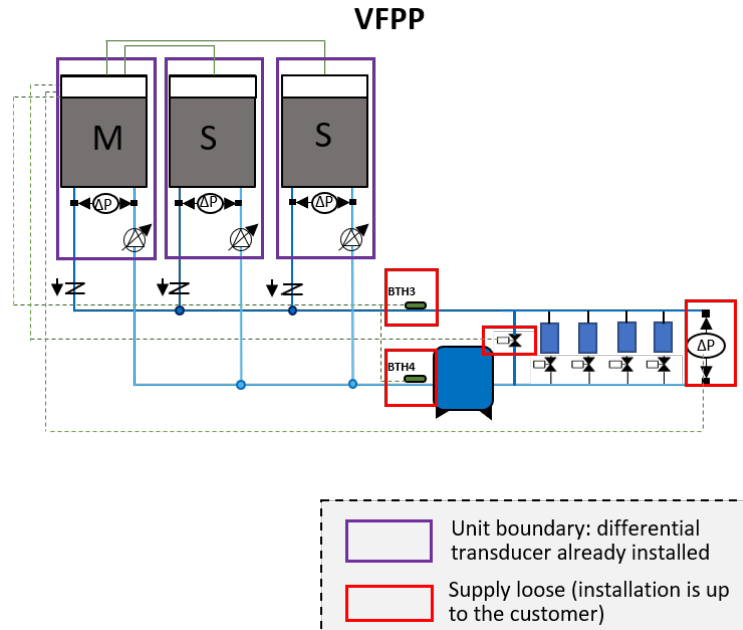 VFPP
M
S
S
ΔP
ΔP
ΔP
BTH3
BTH4
ΔP
Unit boundary: differential
transducer already installed
Supply loose (installation is up
to the customer)